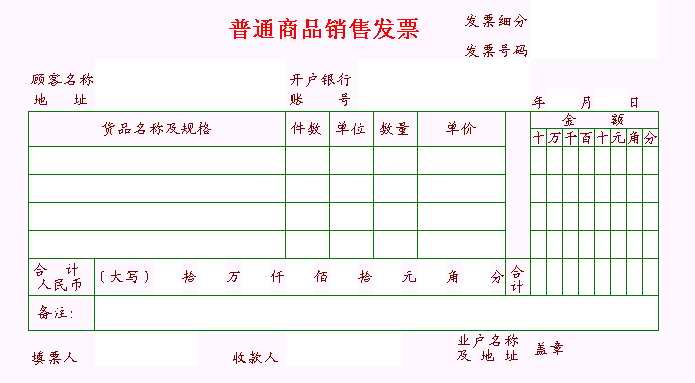 普通商品销售发票
发票细分
发票号码
顾客名称 开户银行
地 址 账 号
年 月 日
货品名称及规格 件数 单位 数量 单价 金 额
十 万 千 百 十 元 角 分
合 计
人民币
(大写) 拾 万 仟 佰 拾 元 角 分
合计
备注:
填票人 收款人
业户名称
及 地 址
盖章